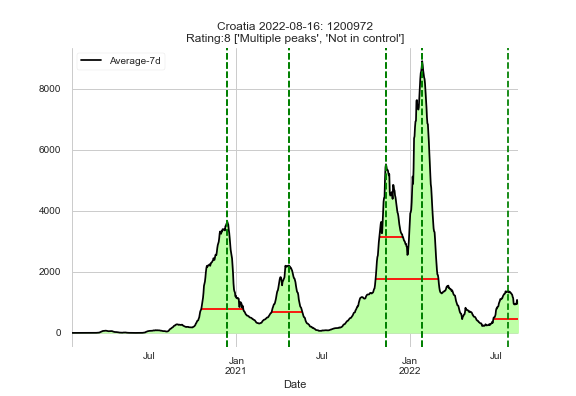 Croatia 2022-08-16: 1200972
Rating:8 ['Multiple peaks', 'Not in control']
Average-7d
8000
6000
4000
2000
0
Jul
Jan
2021
Jul
Jan
2022
Jul
Date